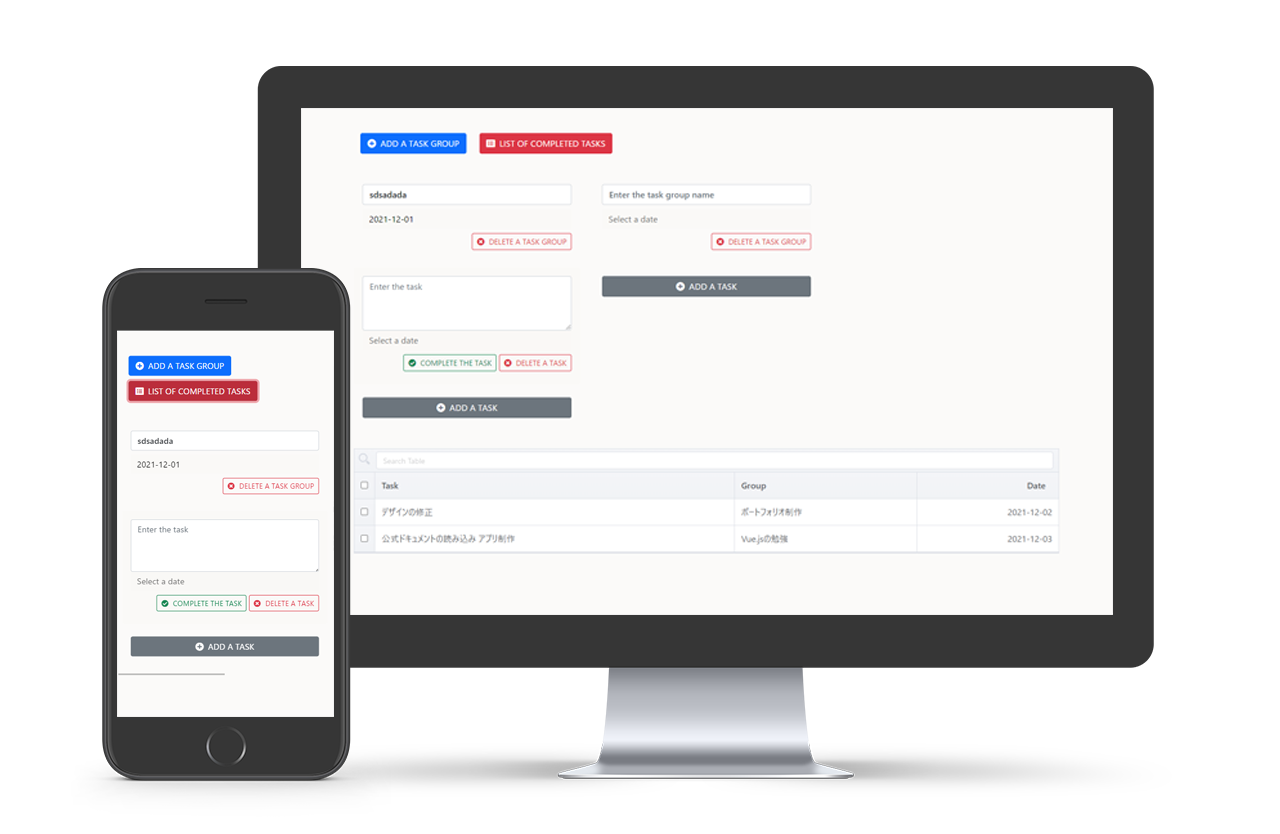 ADD A TASK GROUP LIST OF COMPLETED TASKS
sdsadada Enter the task group name
2021-12-01 Select a date
DELETE A TASK GROUP DELETE A TASK GROUP
Enter the task ADD A TASK
Select a date
COMPLETE THE TASK DELETE A TASK
ADD A TASK
Search Table
Task Group Date
デザインの修正 ポートフォリオ制作 2021-12-02
公式ドキュメントの読み込み アプリ制作 Vue.jsの勉強 2021-12-03
ADD A TASK GROUP
LIST OF COMPLETED TASKS
sdsadada
2021-12-01
DELETE A TASK GROUP
Enter the task
Select a date
COMPLETE THE TASK DELETE A TASK
ADD A TASK